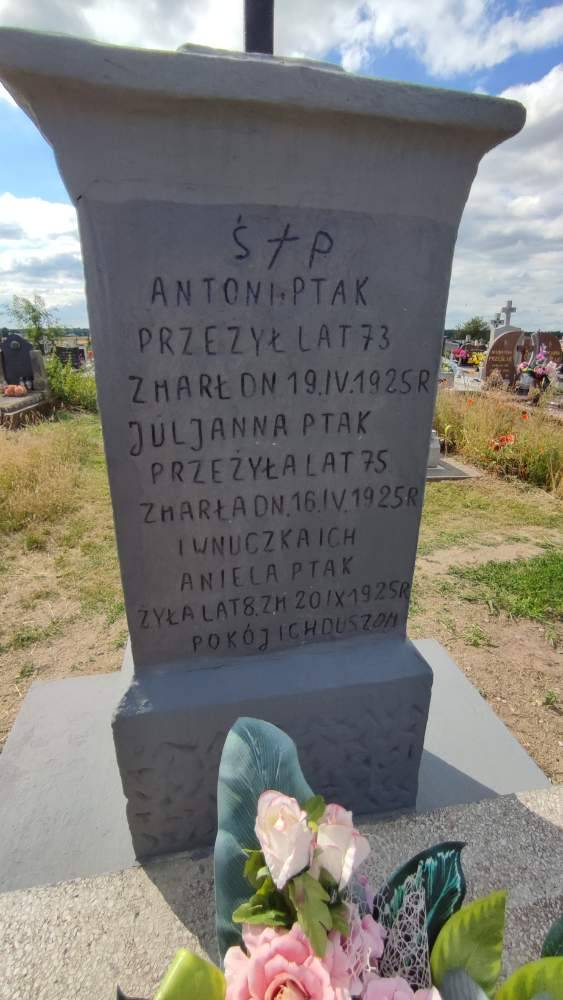 Ś † P
ANTONI PTAK
PRZEŻYŁ LAT 73
ZMARŁ DN 19.IV.1925R
JULJANNA PTAK
PRZEŻYŁA LAT 75
ZMARŁA DN.16.IV.1925R
I WNUCZKA ICH
ANIELA PTAK
ŻYŁA LAT 8.ZM 20 IX 1925R
POKÓJ ICH DUSZOM